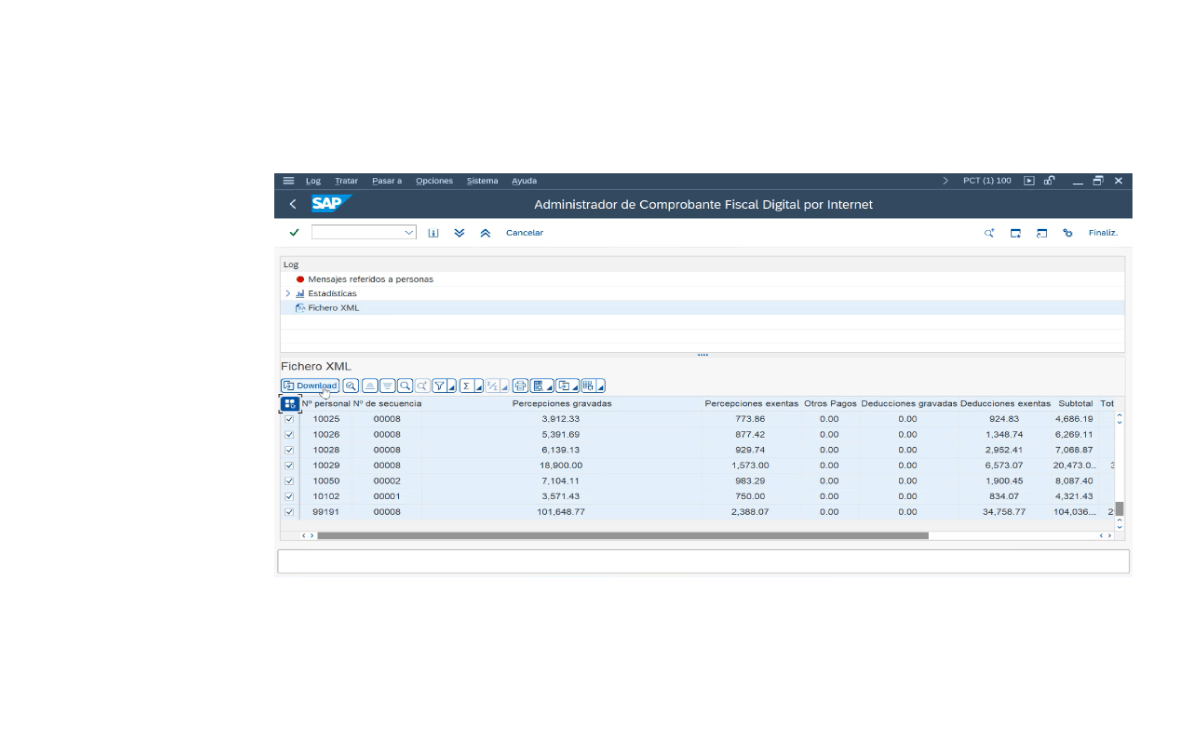 Log Tratar Pasar a Opciones Sistema Ayuda PCT (1) 100
SAP Administrador de Comprobante Fiscal Digital por Internet
Cancelar Finaliz.
Log
Mensajes referidos a personas
Estadísticas
Fichero XML
Fichero XML
Download
Nº personal Nº de secuencia Percepciones gravadas Percepciones exentas Otros Pagos Deducciones gravadas Deducciones exentas Subtotal Tot
10025 00008 3,912.33 773.86 0.00 0.00 924.83 4,686.19
10026 00008 5,391.69 877.42 0.00 0.00 1,348.74 6,269.11
10028 00008 6,139.13 929.74 0.00 0.00 2,952.41 7,068.87
10029 00008 18,900.00 1,573.00 0.00 0.00 6,573.07 20,473.0... 3
10050 00002 7,104.11 983.29 0.00 0.00 1,900.45 8,087.40
10102 00001 3,571.43 750.00 0.00 0.00 834.07 4,321.43
99191 00008 101,648.77 2,388.07 0.00 0.00 34,758.77 104,036... 2